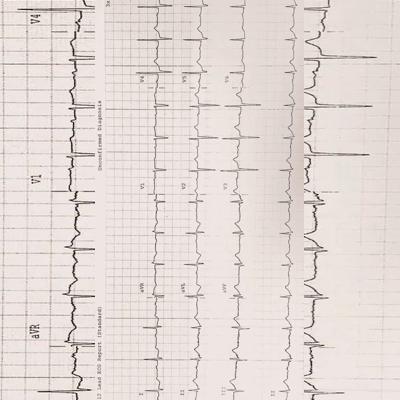 aVR V1 V4
12 Lead ECG Report (Standard) Unconfirmed Diagnosis
I aVR V1 V4
II aVL V2 V5
III aVF V3 V6
II